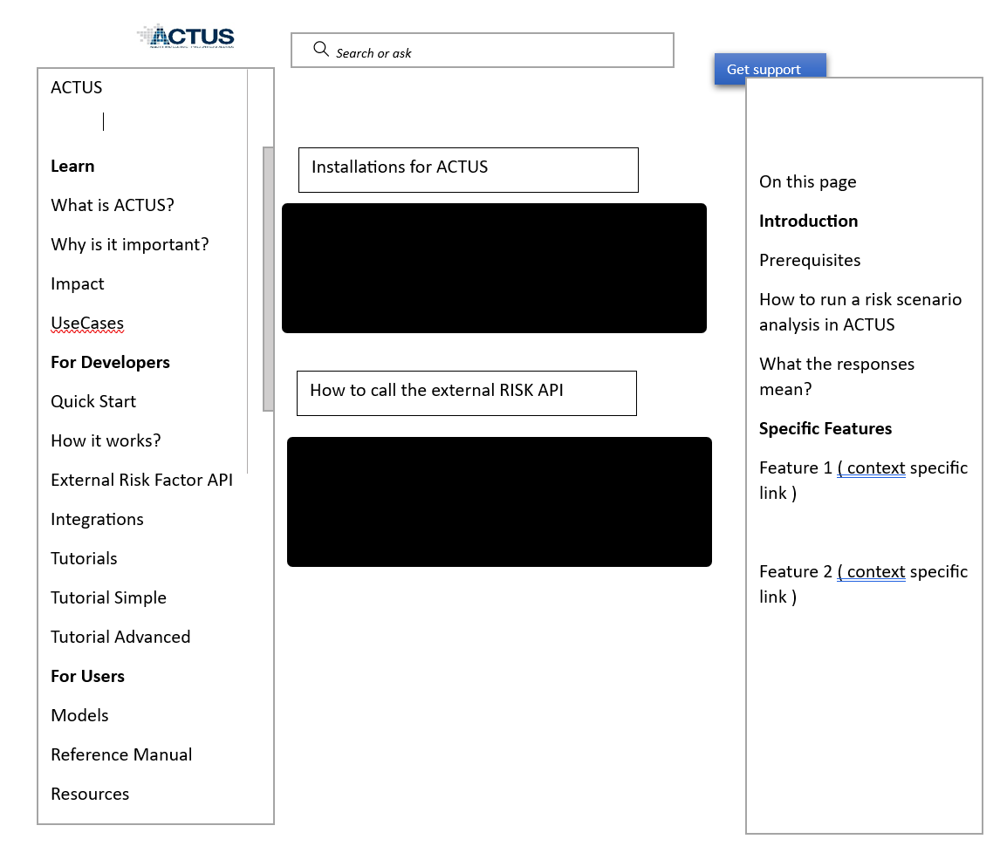 ACTUS
Search or ask
Get support
ACTUS
Learn
What is ACTUS?
Why is it important?
Impact
UseCases
For Developers
Quick Start
How it works?
External Risk Factor API
Integrations
Tutorials
Tutorial Simple
Tutorial Advanced
For Users
Models
Reference Manual
Resources
Installations for ACTUS
How to call the external RISK API
On this page
Introduction
Prerequisites
How to run a risk scenario
analysis in ACTUS
What the responses
mean?
Specific Features
Feature 1 ( context specific
link )
Feature 2 ( context specific
link )